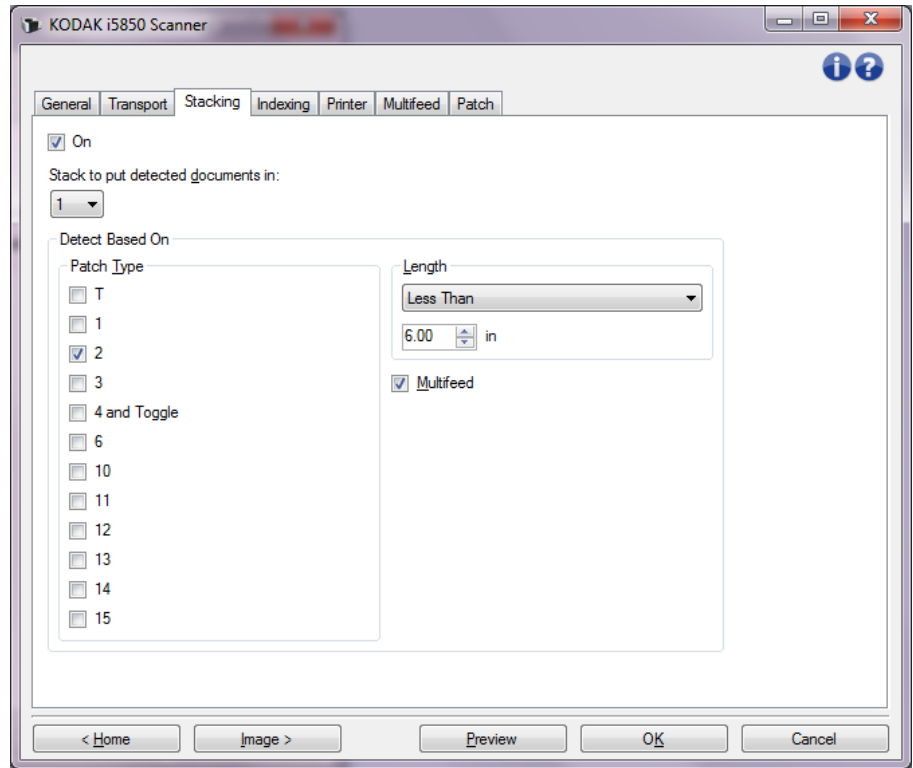 KODAK i5850 Scanner
General Transport Stacking Indexing Printer Multifeed Patch
On
Stack to put detected documents in:
1
Detect Based On
Patch Type
T
1
2
3
4 and Toggle
6
10
11
12
13
14
15
Length
Less Than
6.00 in
Multifeed
< Home Image > Preview OK Cancel